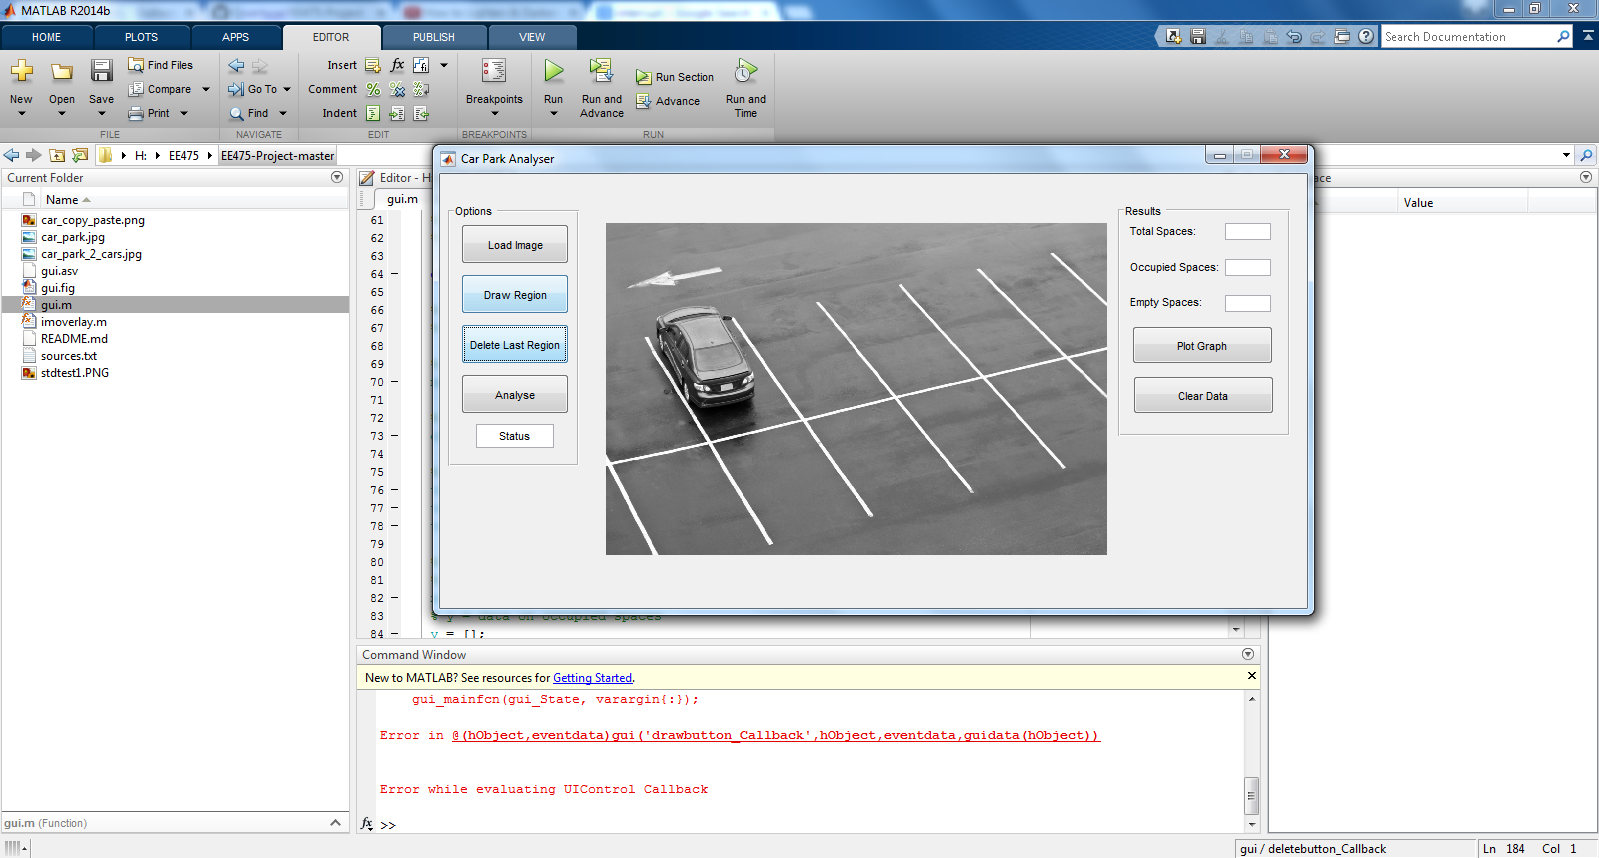 MATLAB R2014b
HOME PLOTS APPS EDITOR PUBLISH VIEW
Search Documentation
New Open Save
Find Files
Compare
Print
FILE
Go To
Find
NAVIGATE
Insert fx
Comment
Indent
EDIT
Breakpoints
BREAKPOINTS
Run
Run and Advance
Run Section
Advance
Run and Time
RUN
H: EE475 EE475-Project-master
Current Folder
Name
car_copy_paste.png
car_park.jpg
car_park_2_cars.jpg
gui.asv
gui.fig
gui.m
imoverlay.m
README.md
sources.txt
stdtest1.PNG
gui.m (Function)
Editor - H
gui.m
61
62
63
64 –
65
66
67
68
69
70 –
71
72
73 –
74
75
76 –
77
78 –
79
80
81
82 –
83 % y = data on occupied spaces
84 – y = [];
Car Park Analyser
Options
Load Image
Draw Region
Delete Last Region
Analyse
Status
Results
Total Spaces:
Occupied Spaces:
Empty Spaces:
Plot Graph
Clear Data
ace
Value
Command Window
New to MATLAB? See resources for Getting Started.
gui_mainfcn(gui_State, varargin{:});
Error in @(hObject,eventdata)gui('drawbutton_Callback',hObject,eventdata,guidata(hObject))
Error while evaluating UIControl Callback
fx >>
gui / deletebutton_Callback
Ln 184 Col 1